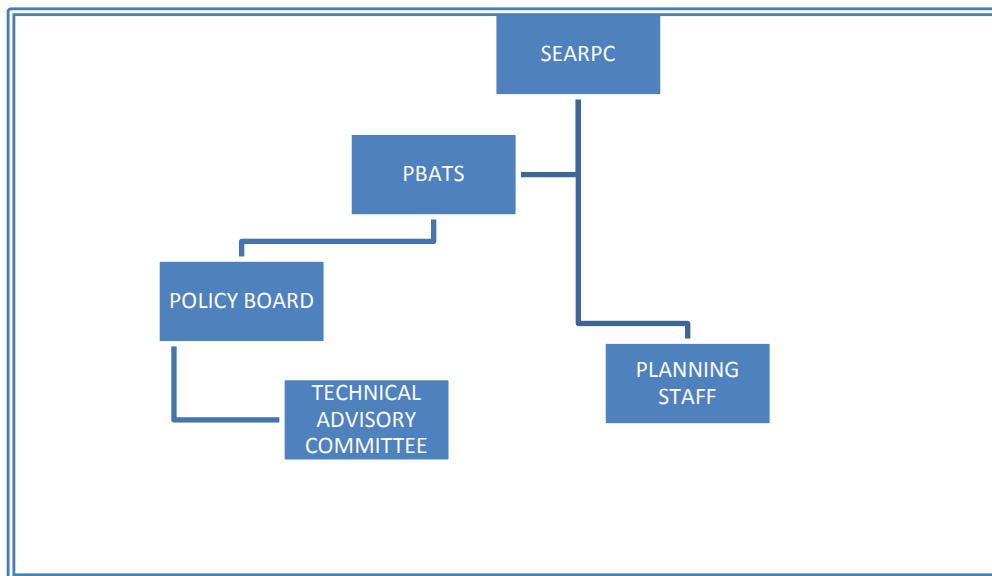 SEARPC
PBATS
POLICY BOARD
PLANNING
STAFF
TECHNICAL
ADVISORY
COMMITTEE